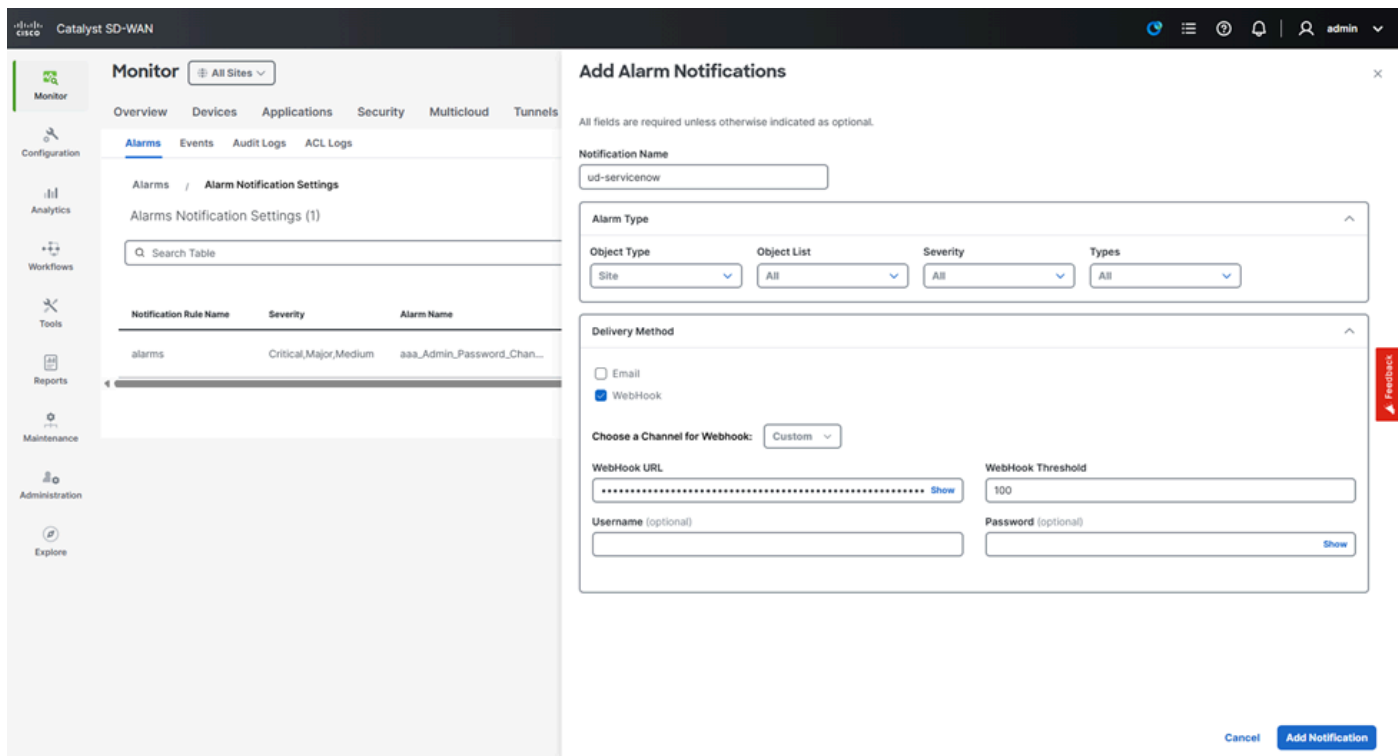 CISCO Catalyst SD-WAN
admin
Monitor
Configuration
Analytics
Workflows
Tools
Reports
Maintenance
Administration
Explore
Monitor All Sites
Overview Devices Applications Security Multicloud Tunnels
Alarms Events Audit Logs ACL Logs
Alarms / Alarm Notification Settings
Alarms Notification Settings (1)
Search Table
Notification Rule Name Severity Alarm Name
alarms Critical,Major,Medium aaa_Admin_Password_Chan...
Add Alarm Notifications
All fields are required unless otherwise indicated as optional.
Notification Name
ud-servicenow
Alarm Type
Object Type Object List Severity Types
Site All All All
Delivery Method
Email
WebHook
Choose a Channel for Webhook: Custom
WebHook URL WebHook Threshold
•••••••••••••••••••••••••••••••••••••••••••••••••••••••••• Show 100
Username (optional) Password (optional)
Show
Cancel Add Notification
Feedback